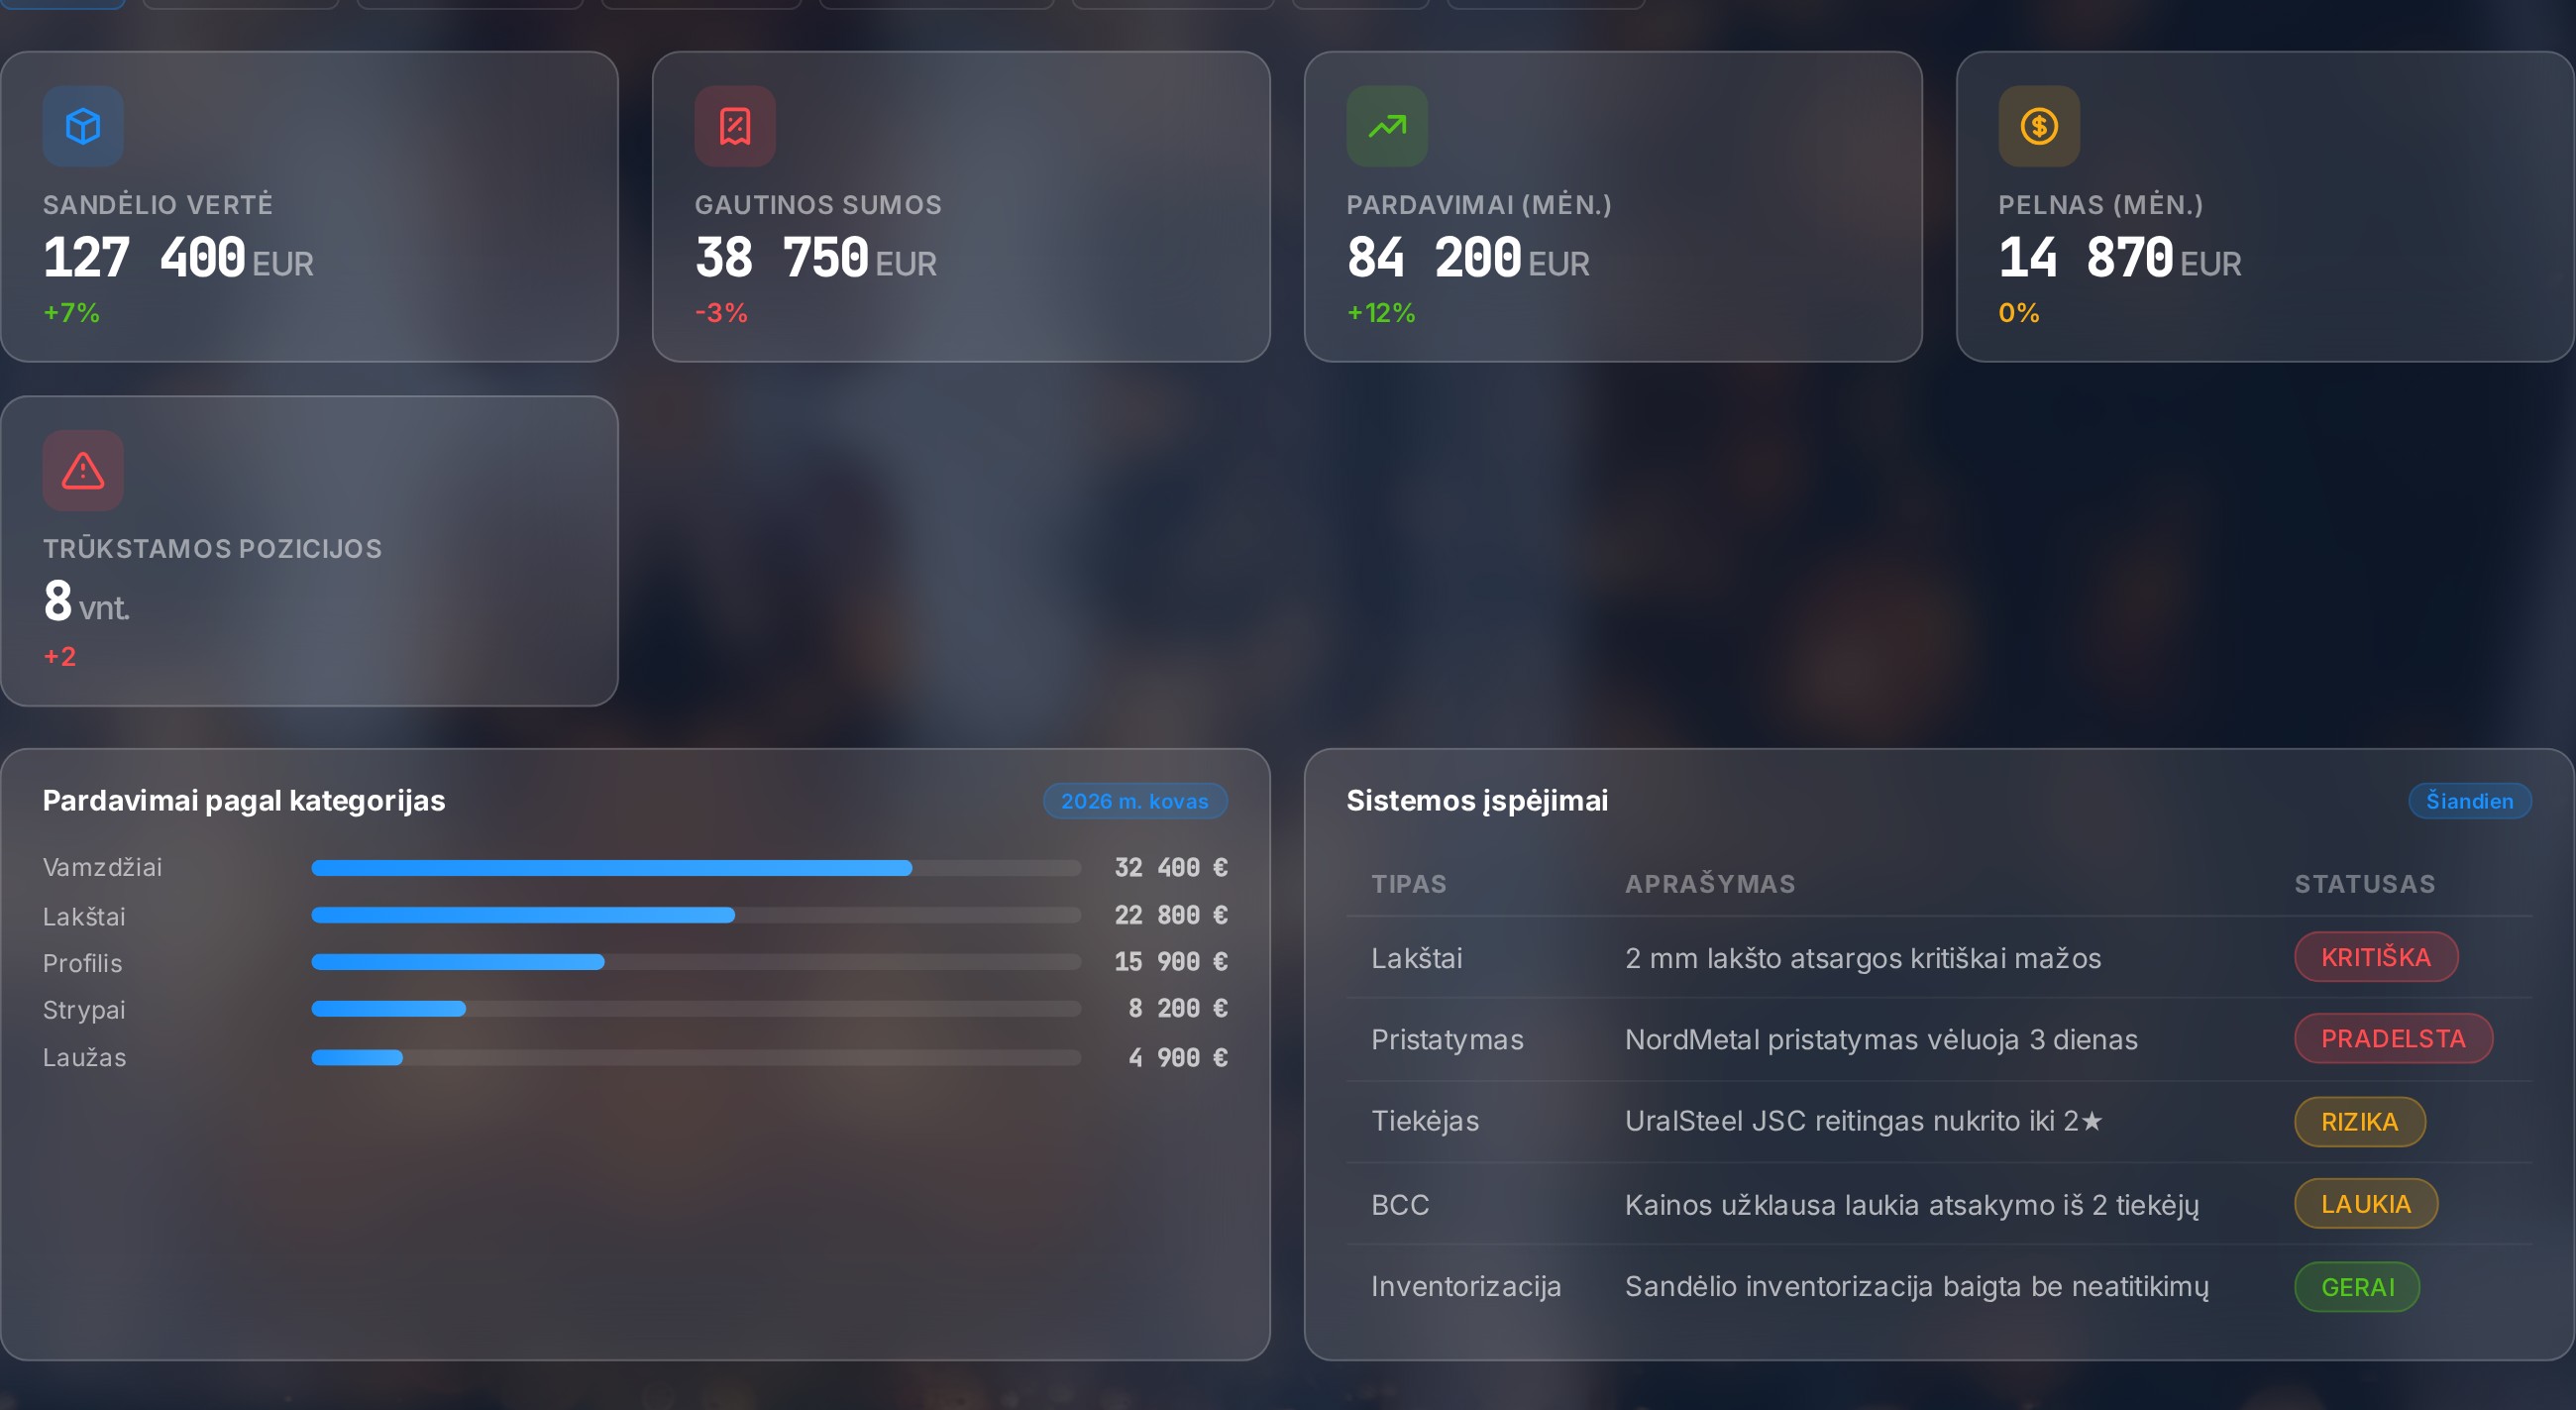 SANDĖLIO VERTĖ
127 400 EUR
+7%
GAUTINOS SUMOS
38 750 EUR
-3%
PARDAVIMAI (MĖN.)
84 200 EUR
+12%
PELNAS (MĖN.)
14 870 EUR
0%
TRŪKSTAMOS POZICIJOS
8 vnt.
+2
Pardavimai pagal kategorijas 2026 m. kovas
Vamzdžiai 32 400 €
Lakštai 22 800 €
Profilis 15 900 €
Strypai 8 200 €
Laužas 4 900 €
Sistemos įspėjimai Šiandien
TIPAS APRAŠYMAS STATUSAS
Lakštai 2 mm lakšto atsargos kritiškai mažos KRITIŠKA
Pristatymas NordMetal pristatymas vėluoja 3 dienas PRADELSTA
Tiekėjas UralSteel JSC reitingas nukrito iki 2★ RIZIKA
BCC Kainos užklausa laukia atsakymo iš 2 tiekėjų LAUKIA
Inventorizacija Sandėlio inventorizacija baigta be neatitikimų GERAI